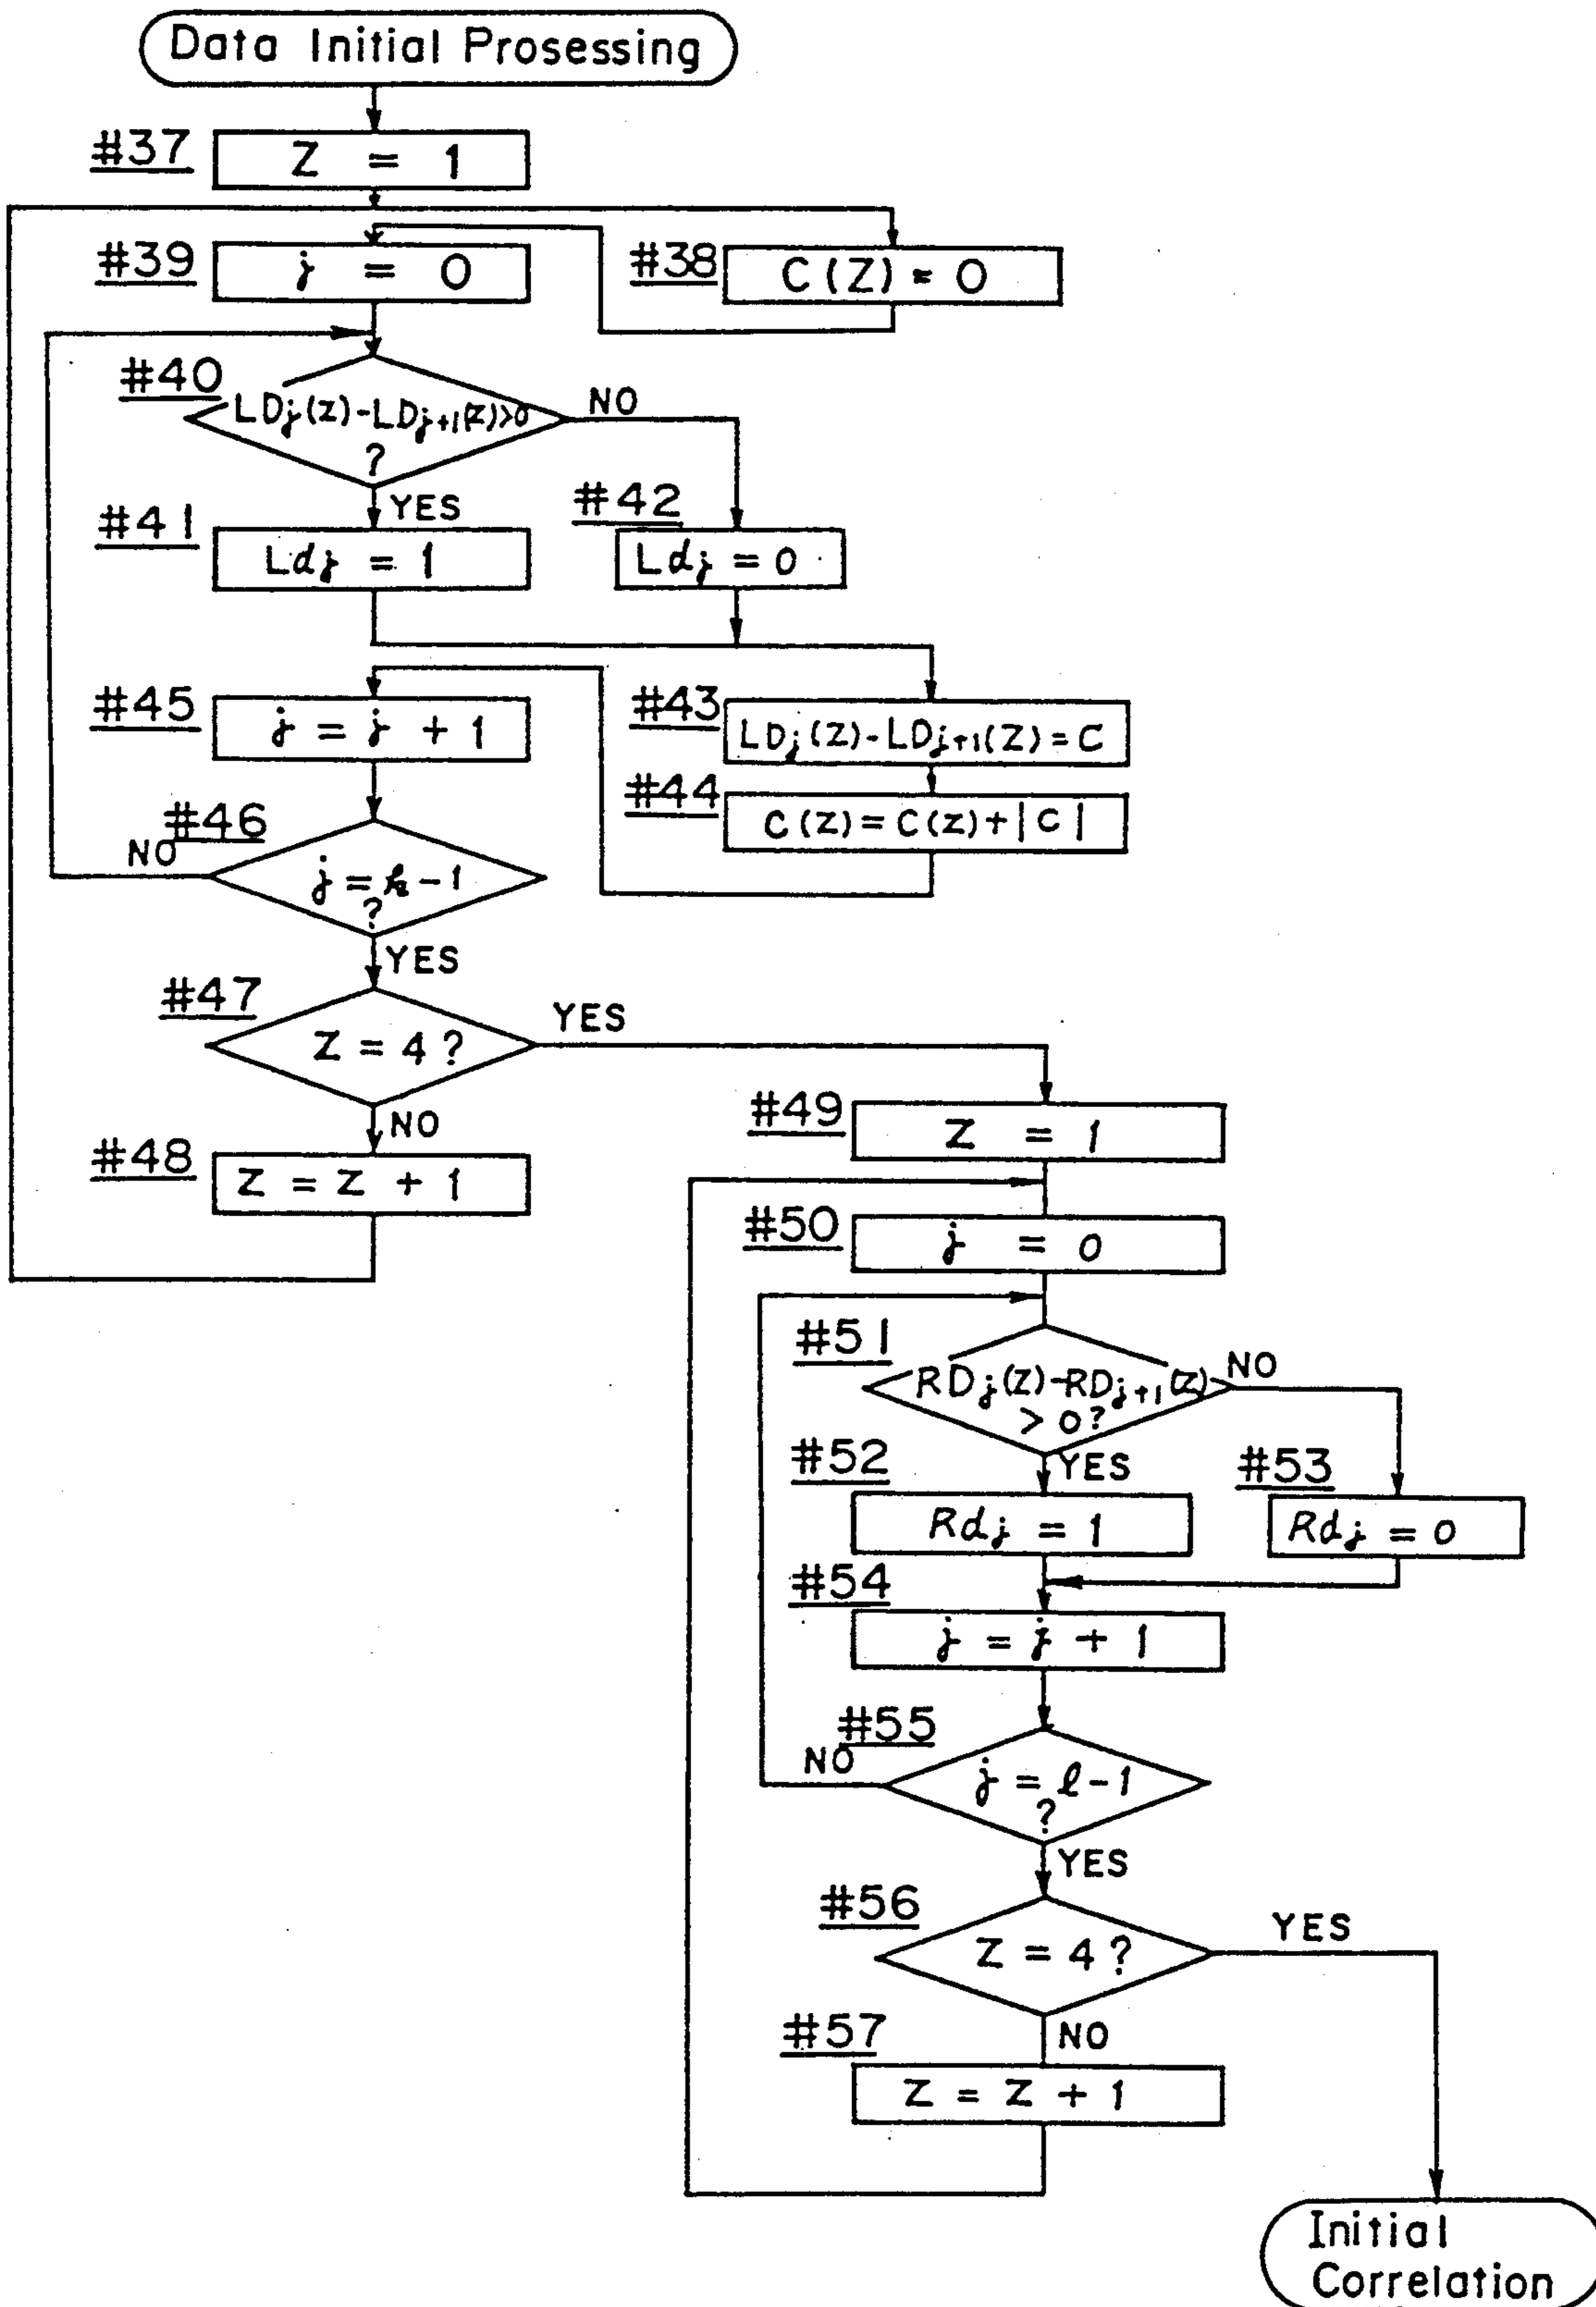 Data Initial Prosessing
#37
Z = 1
#39
j = 0
#38
C(Z) = 0
#40
LDj(Z)-LDj+1(Z)>0
?
NO
YES
#41
Ldj = 1
#42
Ldj = 0
#45
j = j + 1
#43
LDj(Z)-LDj+1(Z)=C
#44
C(Z)=C(Z)+|C|
#46
NO
j = k-1
?
YES
#47
Z = 4?
YES
NO
#48
Z = Z + 1
#49
Z = 1
#50
j = 0
#51
RDj(Z)-RDj+1(Z)
> 0?
NO
YES
#52
Rdj = 1
#53
Rdj = 0
#54
j = j + 1
#55
NO
j = ℓ-1
?
YES
#56
Z = 4?
YES
NO
#57
Z = Z + 1
Initial
Correlation